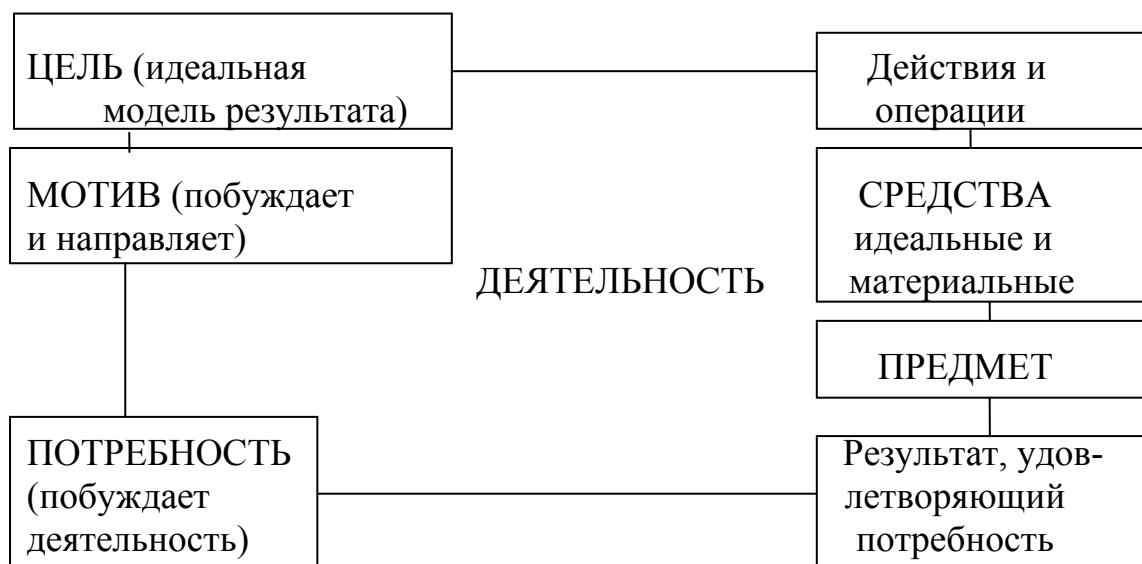 ЦЕЛЬ (идеальная
модель результата)
МОТИВ (побуждает
и направляет)
ПОТРЕБНОСТЬ
(побуждает
деятельность)
ДЕЯТЕЛЬНОСТЬ
Действия и
операции
СРЕДСТВА
идеальные и
материальные
ПРЕДМЕТ
Результат, удов-
летворяющий
потребность